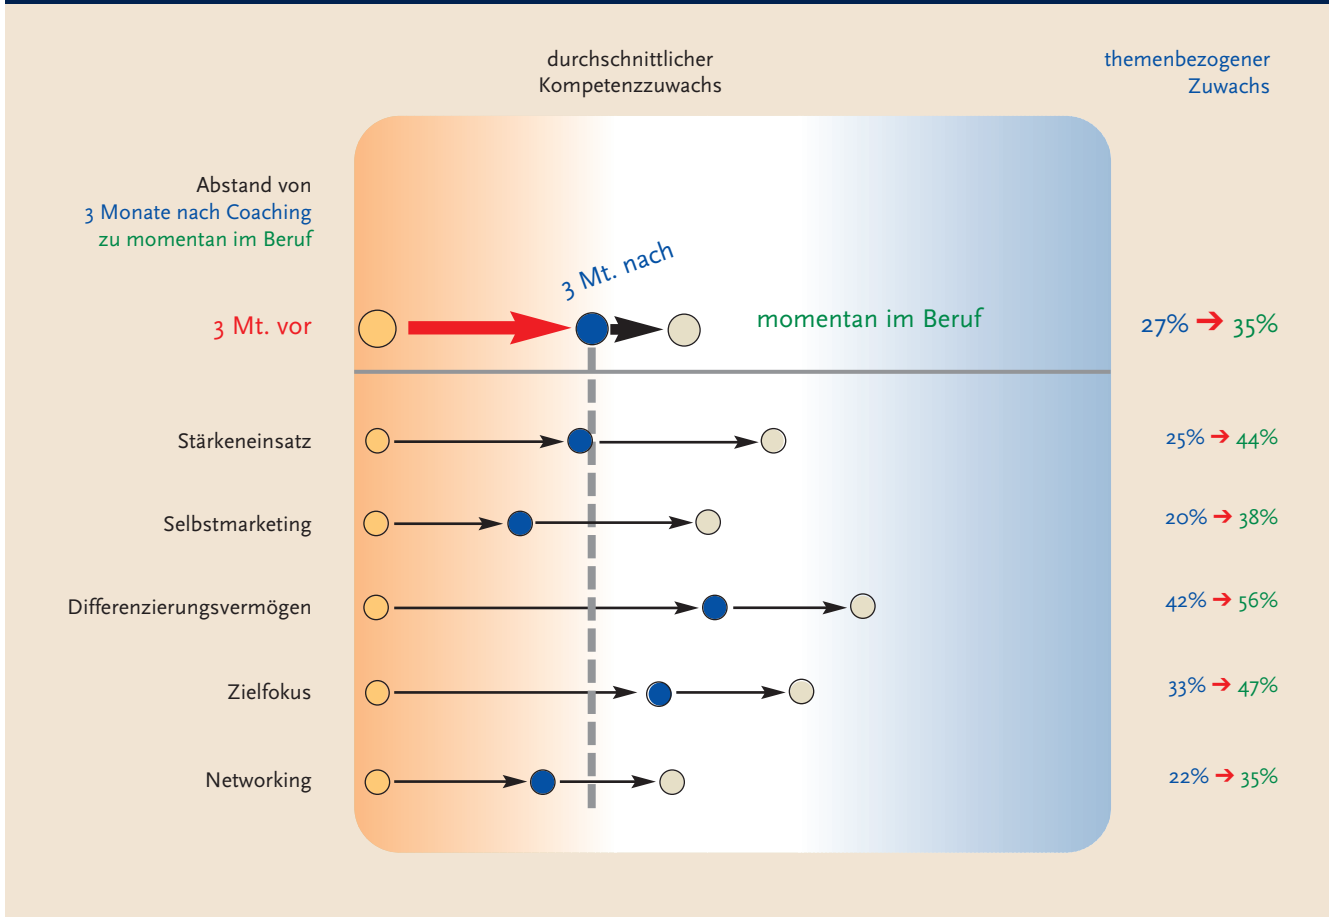 durchschnittlicher
Kompetenzzuwachs
themenbezogener
Zuwachs
Abstand von
3 Monate nach Coaching
zu momentan im Beruf
3 Mt. nach
3 Mt. vor
momentan im Beruf
27% ➔ 35%
Stärkeneinsatz
25% ➔ 44%
Selbstmarketing
20% ➔ 38%
Differenzierungsvermögen
42% ➔ 56%
Zielfokus
33% ➔ 47%
Networking
22% ➔ 35%